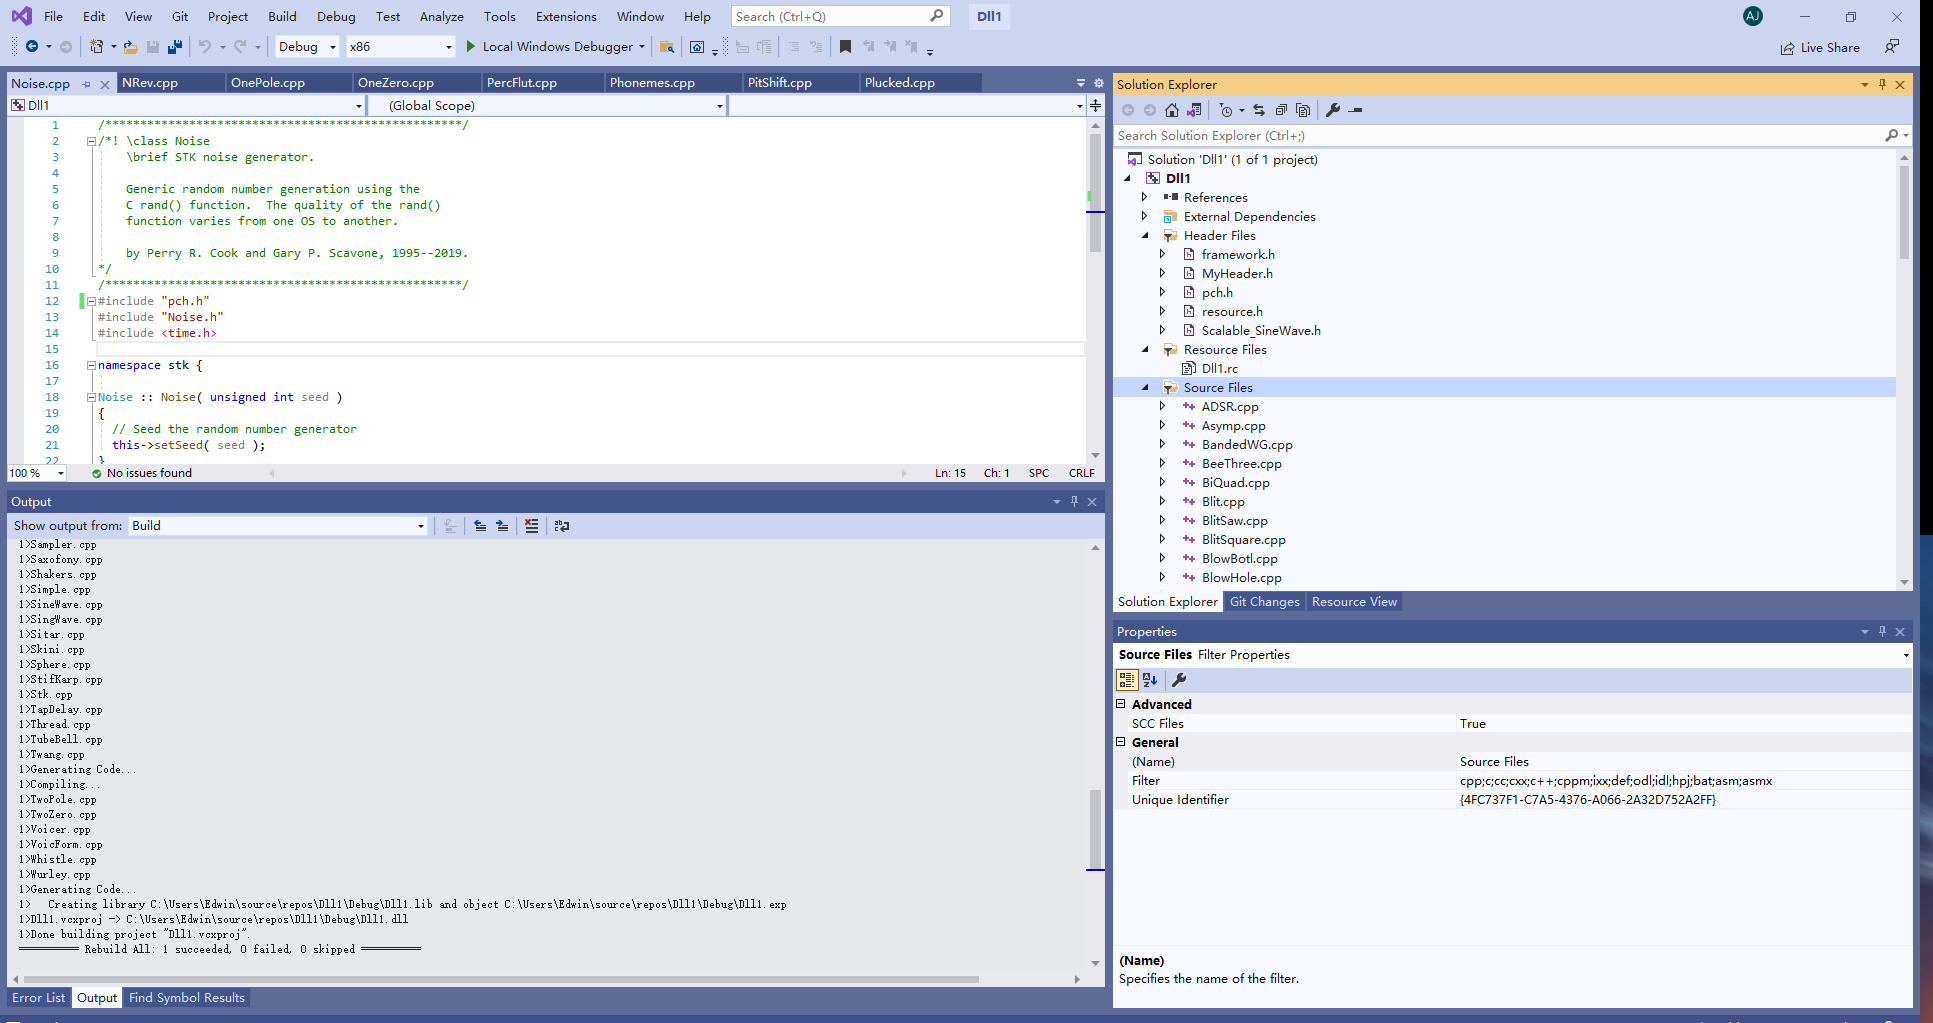 File Edit View Git Project Build Debug Test Analyze Tools Extensions Window Help Search (Ctrl+Q) Dll1 AJ
Debug x86 Local Windows Debugger Live Share
Noise.cpp NRev.cpp OnePole.cpp OneZero.cpp PercFlut.cpp Phonemes.cpp PitShift.cpp Plucked.cpp
Dll1 (Global Scope)
1 /***************************************************/
2 /*! \class Noise
3 \brief STK noise generator.
4
5 Generic random number generation using the
6 C rand() function.  The quality of the rand()
7 function varies from one OS to another.
8
9 by Perry R. Cook and Gary P. Scavone, 1995--2019.
10 */
11 /***************************************************/
12 #include "pch.h"
13 #include "Noise.h"
14 #include <time.h>
15
16 namespace stk {
17
18 Noise :: Noise( unsigned int seed )
19 {
20 // Seed the random number generator
21 this->setSeed( seed );
22 }
100 % No issues found Ln: 15 Ch: 1 SPC CRLF
Output
Show output from: Build
1>Sampler.cpp
1>Saxofony.cpp
1>Shakers.cpp
1>Simple.cpp
1>SineWave.cpp
1>SingWave.cpp
1>Sitar.cpp
1>Skini.cpp
1>Sphere.cpp
1>StifKarp.cpp
1>Stk.cpp
1>TapDelay.cpp
1>Thread.cpp
1>TubeBell.cpp
1>Twang.cpp
1>Generating Code...
1>Compiling...
1>TwoPole.cpp
1>TwoZero.cpp
1>Voicer.cpp
1>VoicForm.cpp
1>Whistle.cpp
1>Wurley.cpp
1>Generating Code...
1>   Creating library C:\Users\Edwin\source\repos\Dll1\Debug\Dll1.lib and object C:\Users\Edwin\source\repos\Dll1\Debug\Dll1.exp
1>Dll1.vcxproj -> C:\Users\Edwin\source\repos\Dll1\Debug\Dll1.dll
1>Done building project "Dll1.vcxproj".
========== Rebuild All: 1 succeeded, 0 failed, 0 skipped ==========
Error List Output Find Symbol Results
Solution Explorer
Search Solution Explorer (Ctrl+;)
Solution 'Dll1' (1 of 1 project)
Dll1
References
External Dependencies
Header Files
framework.h
MyHeader.h
pch.h
resource.h
Scalable_SineWave.h
Resource Files
Dll1.rc
Source Files
ADSR.cpp
Asymp.cpp
BandedWG.cpp
BeeThree.cpp
BiQuad.cpp
Blit.cpp
BlitSaw.cpp
BlitSquare.cpp
BlowBotl.cpp
BlowHole.cpp
Solution Explorer Git Changes Resource View
Properties
Source Files Filter Properties
Advanced
SCC Files True
General
(Name) Source Files
Filter cpp;c;cc;cxx;c++;cppm;ixx;def;odl;idl;hpj;bat;asm;asmx
Unique Identifier {4FC737F1-C7A5-4376-A066-2A32D752A2FF}
(Name)
Specifies the name of the filter.